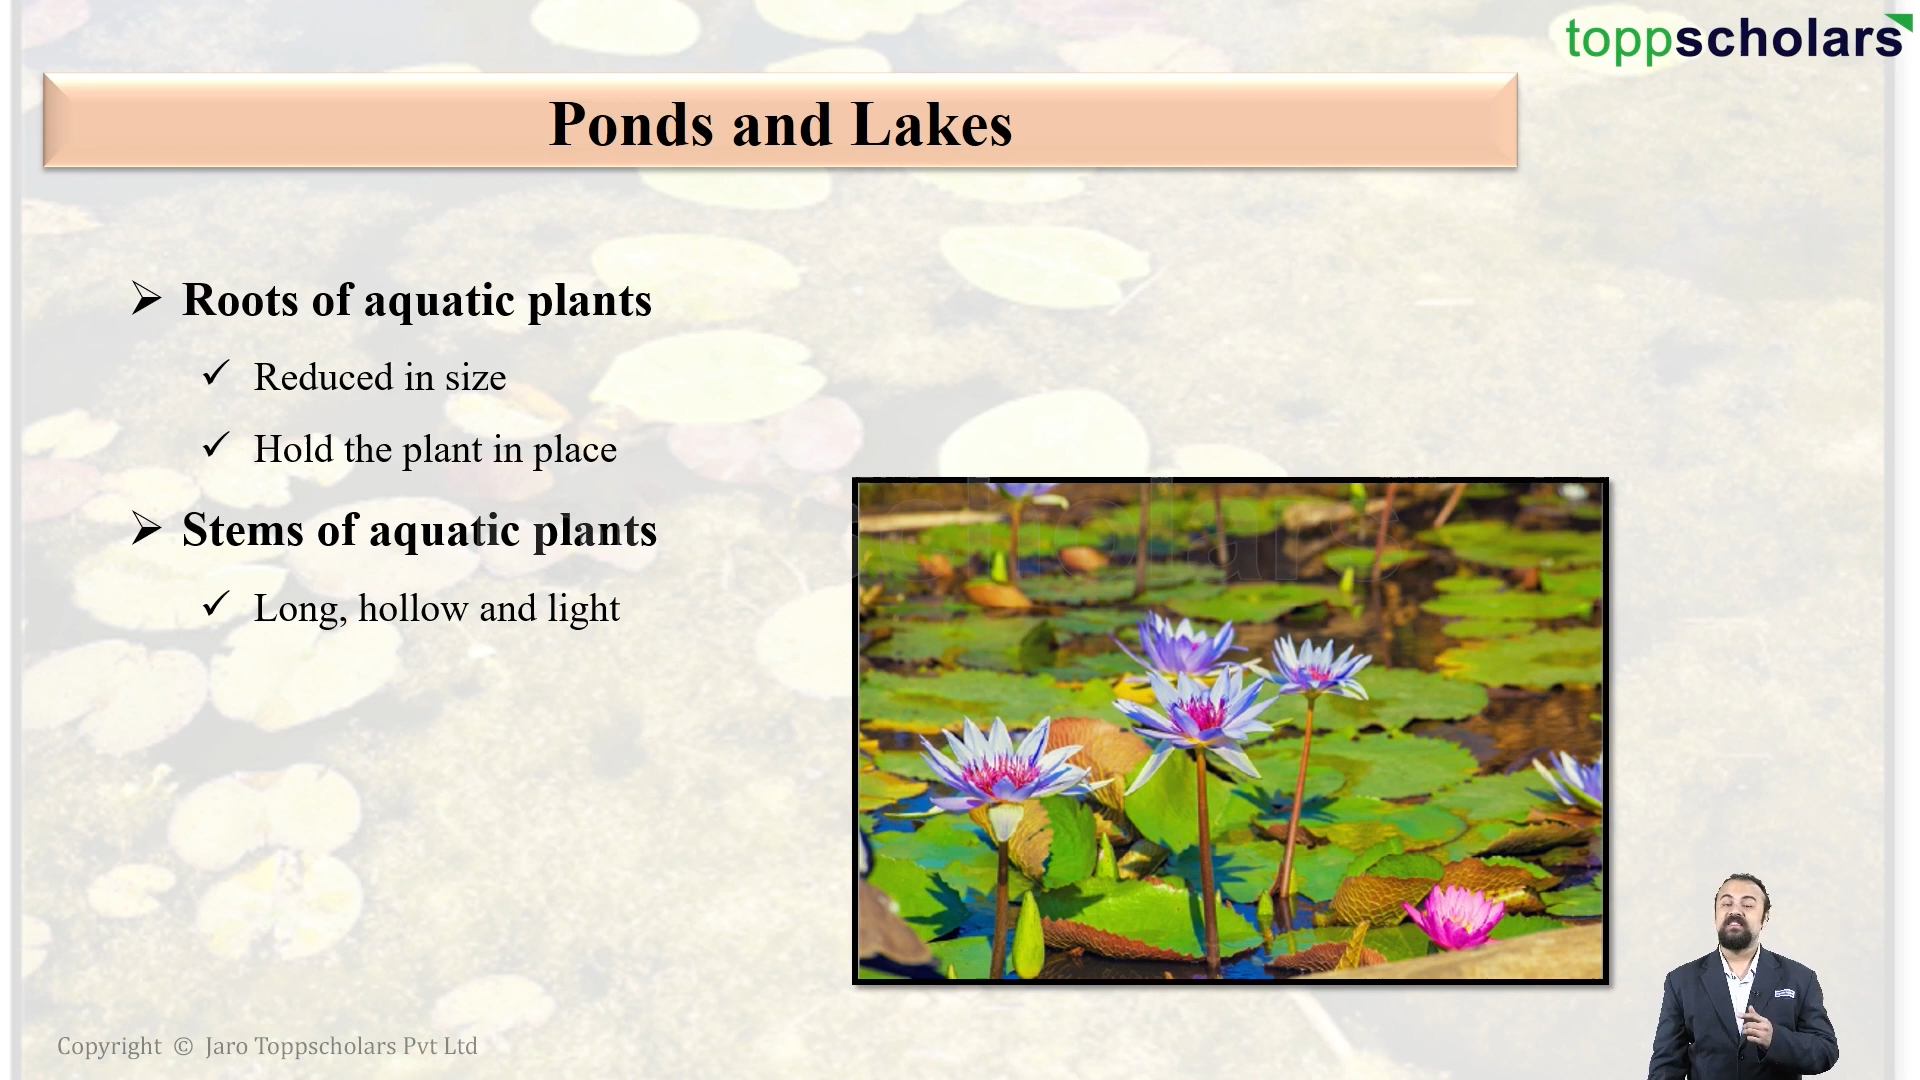 toppscholars
Ponds and Lakes
Roots of aquatic plants
Reduced in size
Hold the plant in place
Stems of aquatic plants
Long, hollow and light
scholars
Copyright © Jaro Toppscholars Pvt Ltd